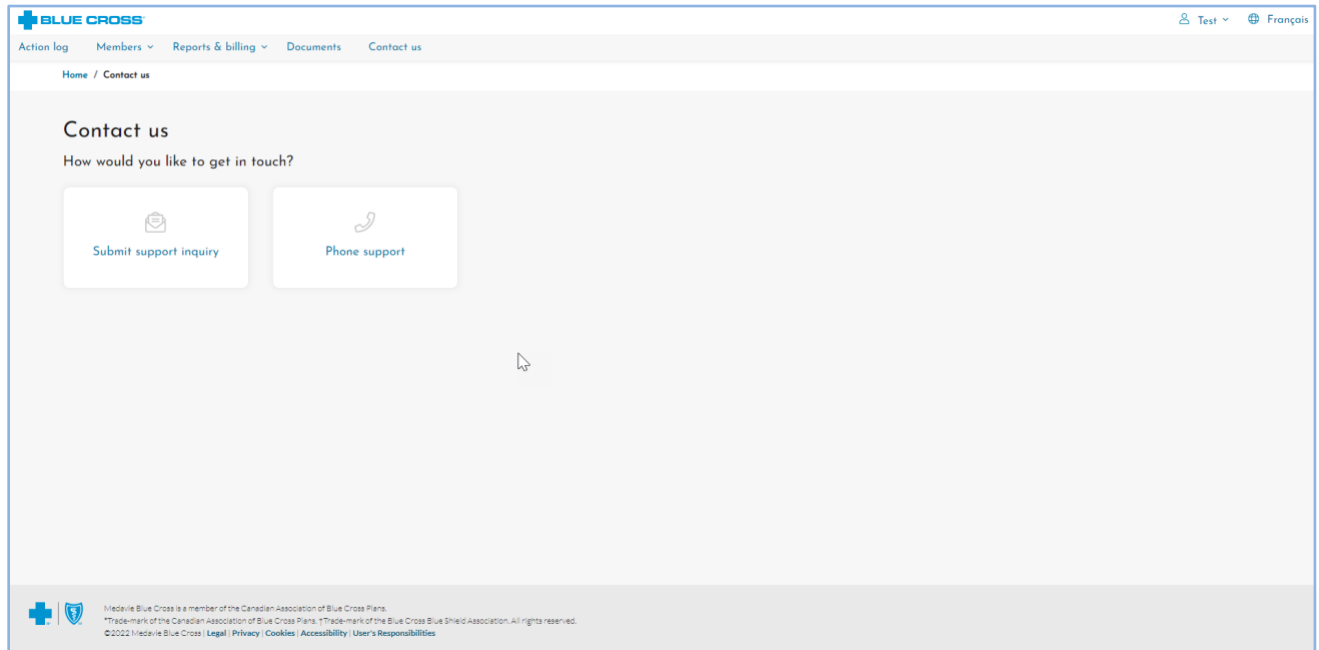 BLUE CROSS
Test Français
Action log Members Reports & billing Documents Contact us
Home / Contact us
Contact us
How would you like to get in touch?
Submit support inquiry Phone support
Medavie Blue Cross is a member of the Canadian Association of Blue Cross Plans.
*Trade-mark of the Canadian Association of Blue Cross Plans. †Trade-mark of the Blue Cross Blue Shield Association. All rights reserved.
©2022 Medavie Blue Cross | Legal | Privacy | Cookies | Accessibility | User's Responsibilities